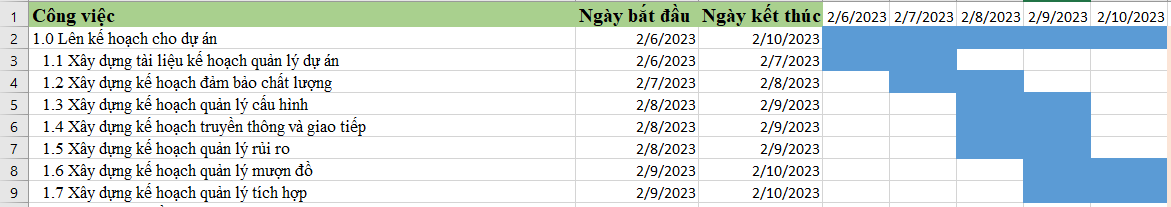 1 Công việc Ngày bắt đầu Ngày kết thúc 2/6/2023 2/7/2023 2/8/2023 2/9/2023 2/10/2023
2 1.0 Lên kế hoạch cho dự án 2/6/2023 2/10/2023
3 1.1 Xây dựng tài liệu kế hoạch quản lý dự án 2/6/2023 2/7/2023
4 1.2 Xây dựng kế hoạch đảm bảo chất lượng 2/7/2023 2/8/2023
5 1.3 Xây dựng kế hoạch quản lý cấu hình 2/8/2023 2/9/2023
6 1.4 Xây dựng kế hoạch truyền thông và giao tiếp 2/8/2023 2/9/2023
7 1.5 Xây dựng kế hoạch quản lý rủi ro 2/8/2023 2/9/2023
8 1.6 Xây dựng kế hoạch quản lý mượn đồ 2/9/2023 2/10/2023
9 1.7 Xây dựng kế hoạch quản lý tích hợp 2/9/2023 2/10/2023